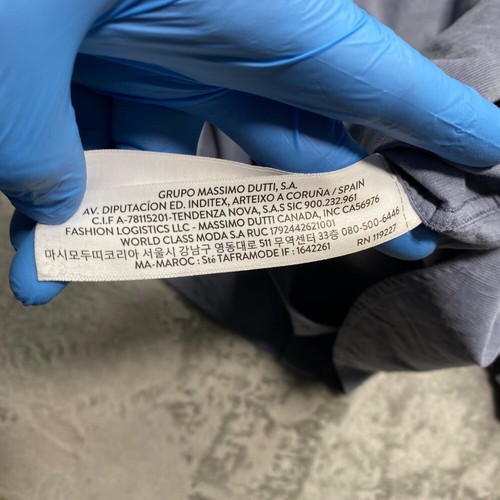 GRUPO MASSIMO DUTTI, S.A.
AV. DIPUTACÍON ED. INDITEX, ARTEIXO A CORUÑA / SPAIN
C.I.F A-78115201-TENDENZA NOVA, S.A.S SIC 900.232.961
FASHION LOGISTICS LLC - MASSIMO DUTTI CANADA, INC CA56976
WORLD CLASS MODA S.A RUC 1792442621001
마시모두띠코리아 서울시 강남구 영동대로 511 무역센터 33층 080-500-6446
MA-MAROC : Sté TAFRAMODE IF : 1642261 RN 119227